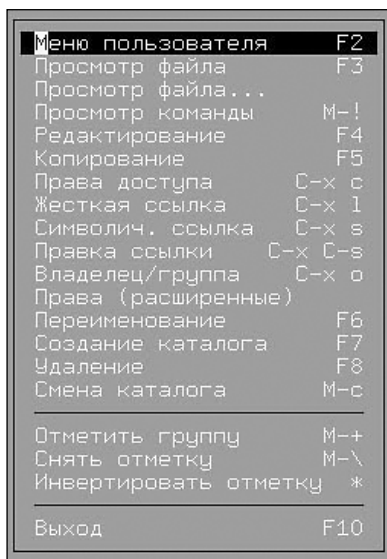 Меню пользователя F2
Просмотр файла F3
Просмотр файла...
Просмотр команды M-!
Редактирование F4
Копирование F5
Права доступа C-x c
Жесткая ссылка C-x l
Символич. ссылка C-x s
Правка ссылки C-x C-s
Владелец/группа C-x o
Права (расширенные)
Переименование F6
Создание каталога F7
Удаление F8
Смена каталога M-c
Отметить группу M-+
Снять отметку M-\
Инвертировать отметку *
Выход F10